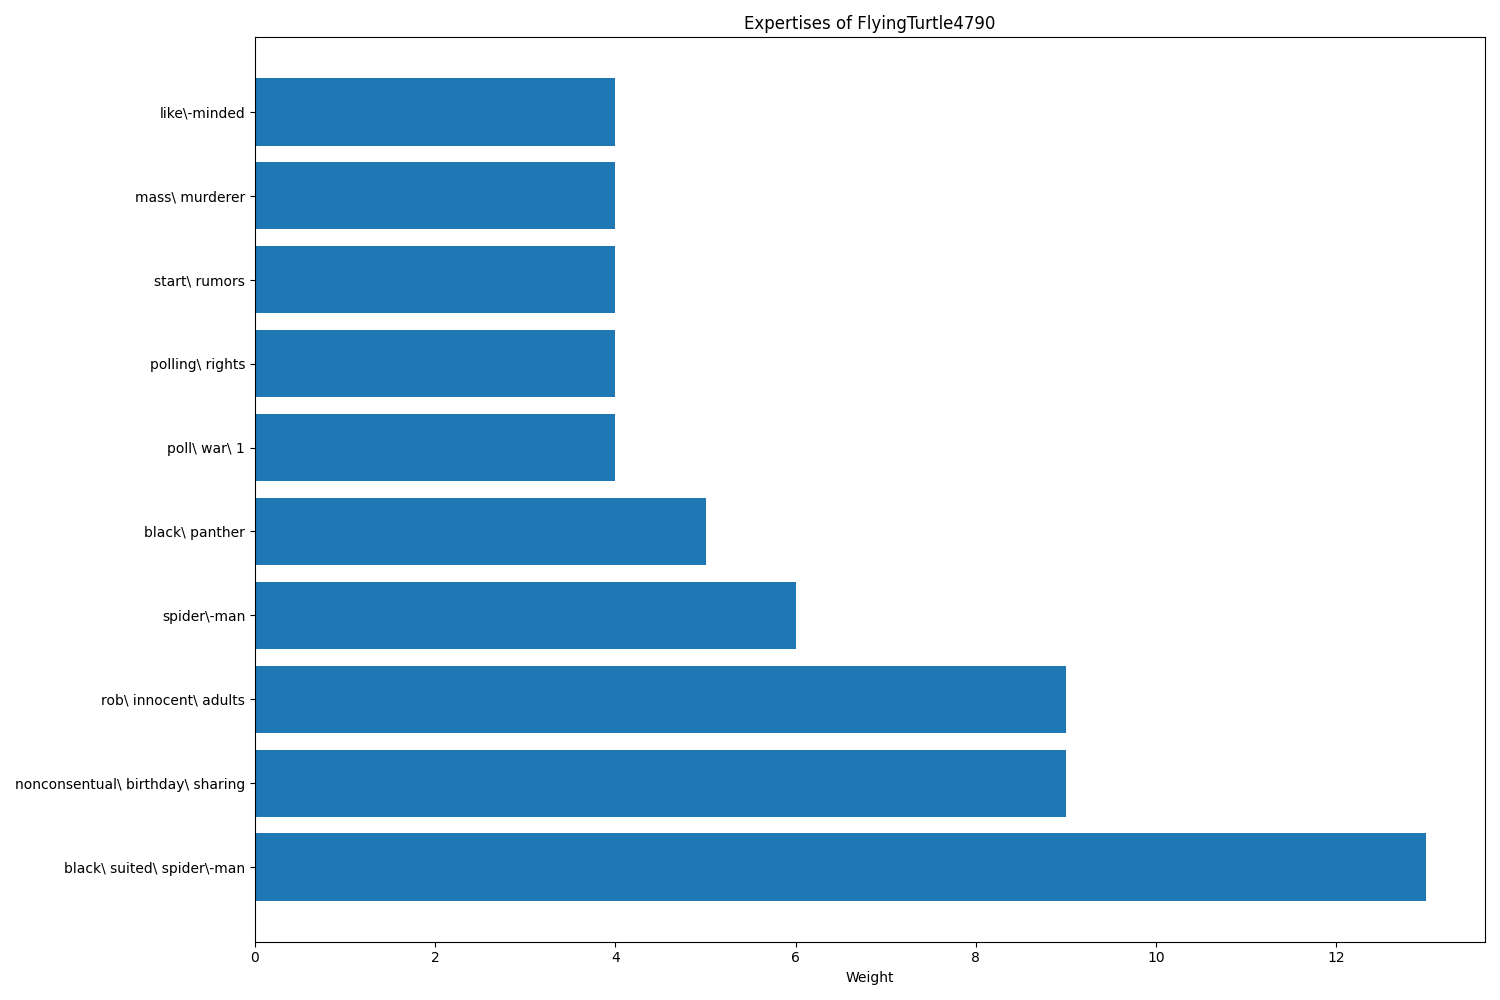 Expertises of FlyingTurtle4790
like\-minded
mass\ murderer
start\ rumors
polling\ rights
poll\ war\ 1
black\ panther
spider\-man
rob\ innocent\ adults
nonconsentual\ birthday\ sharing
black\ suited\ spider\-man
0 2 4 6 8 10 12
Weight